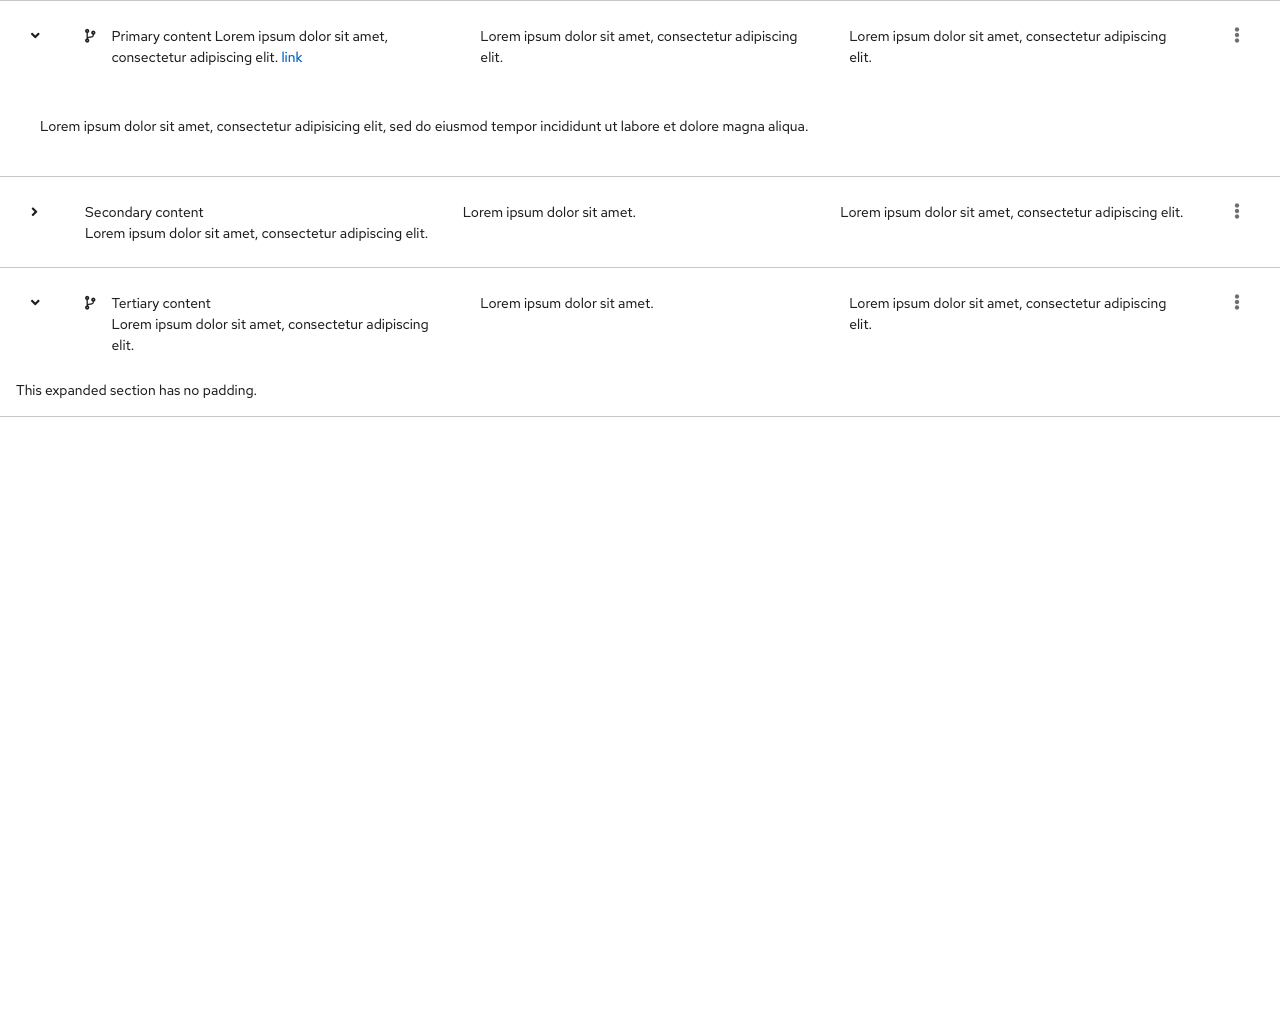 Primary content Lorem ipsum dolor sit amet,
consectetur adipiscing elit. link
Lorem ipsum dolor sit amet, consectetur adipiscing
elit.
Lorem ipsum dolor sit amet, consectetur adipiscing
elit.
Lorem ipsum dolor sit amet, consectetur adipisicing elit, sed do eiusmod tempor incididunt ut labore et dolore magna aliqua.
Secondary content
Lorem ipsum dolor sit amet, consectetur adipiscing elit.
Lorem ipsum dolor sit amet.
Lorem ipsum dolor sit amet, consectetur adipiscing elit.
Tertiary content
Lorem ipsum dolor sit amet, consectetur adipiscing
elit.
Lorem ipsum dolor sit amet.
Lorem ipsum dolor sit amet, consectetur adipiscing
elit.
This expanded section has no padding.